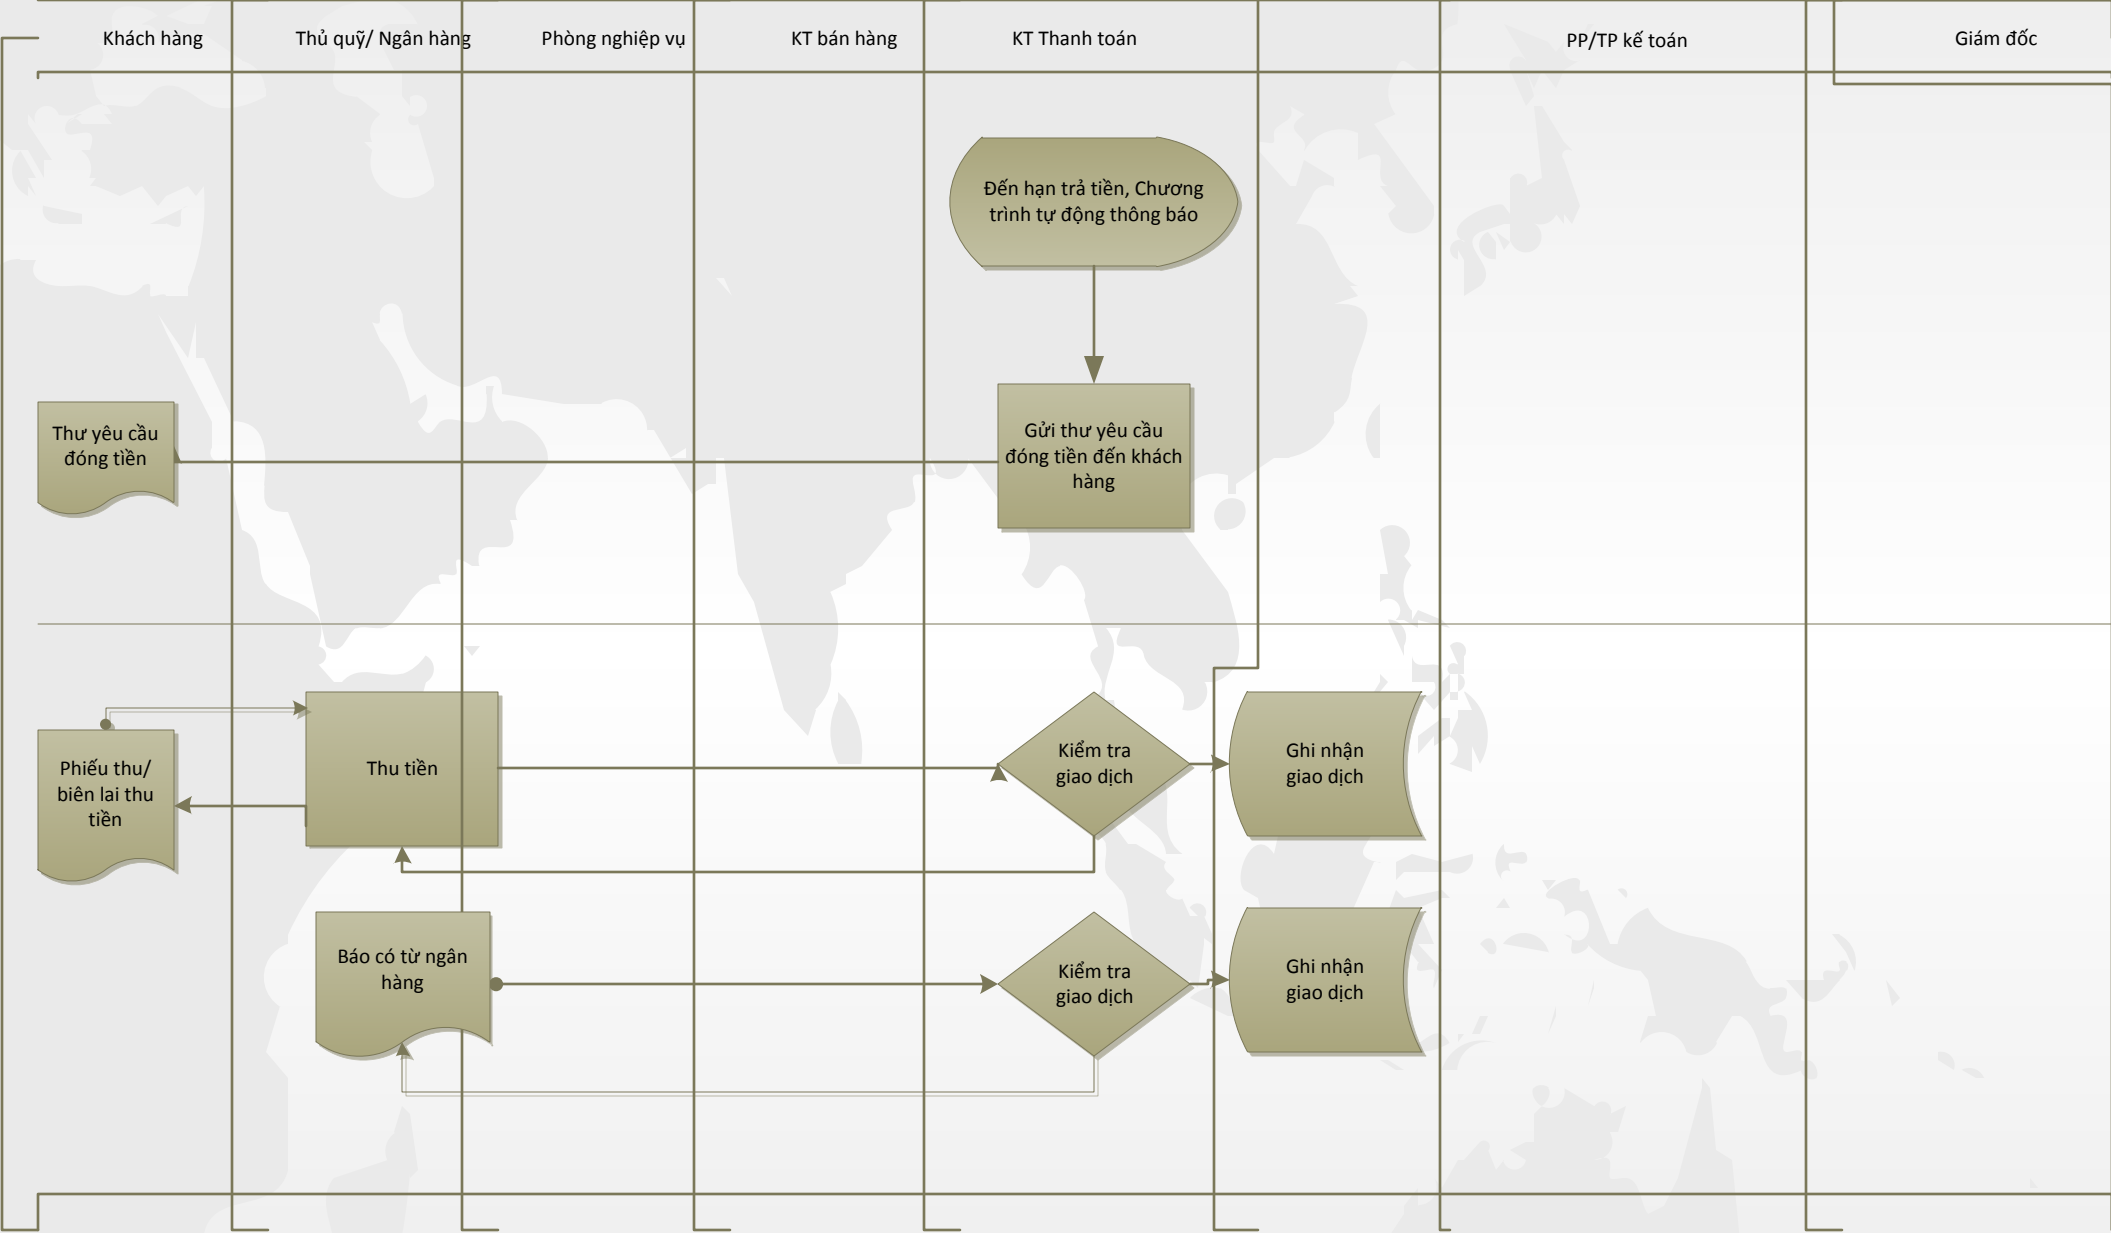 Khách hàng
Thủ quỹ/ Ngân hàng
Phòng nghiệp vụ
KT bán hàng
KT Thanh toán
PP/TP kế toán
Giám đốc
Đến hạn trả tiền, Chương
trình tự động thông báo
Thư yêu cầu
đóng tiền
Gửi thư yêu cầu
đóng tiền đến khách
hàng
Phiếu thu/
biên lai thu
tiền
Thu tiền
Kiểm tra
giao dịch
Ghi nhận
giao dịch
Báo có từ ngân
hàng
Kiểm tra
giao dịch
Ghi nhận
giao dịch